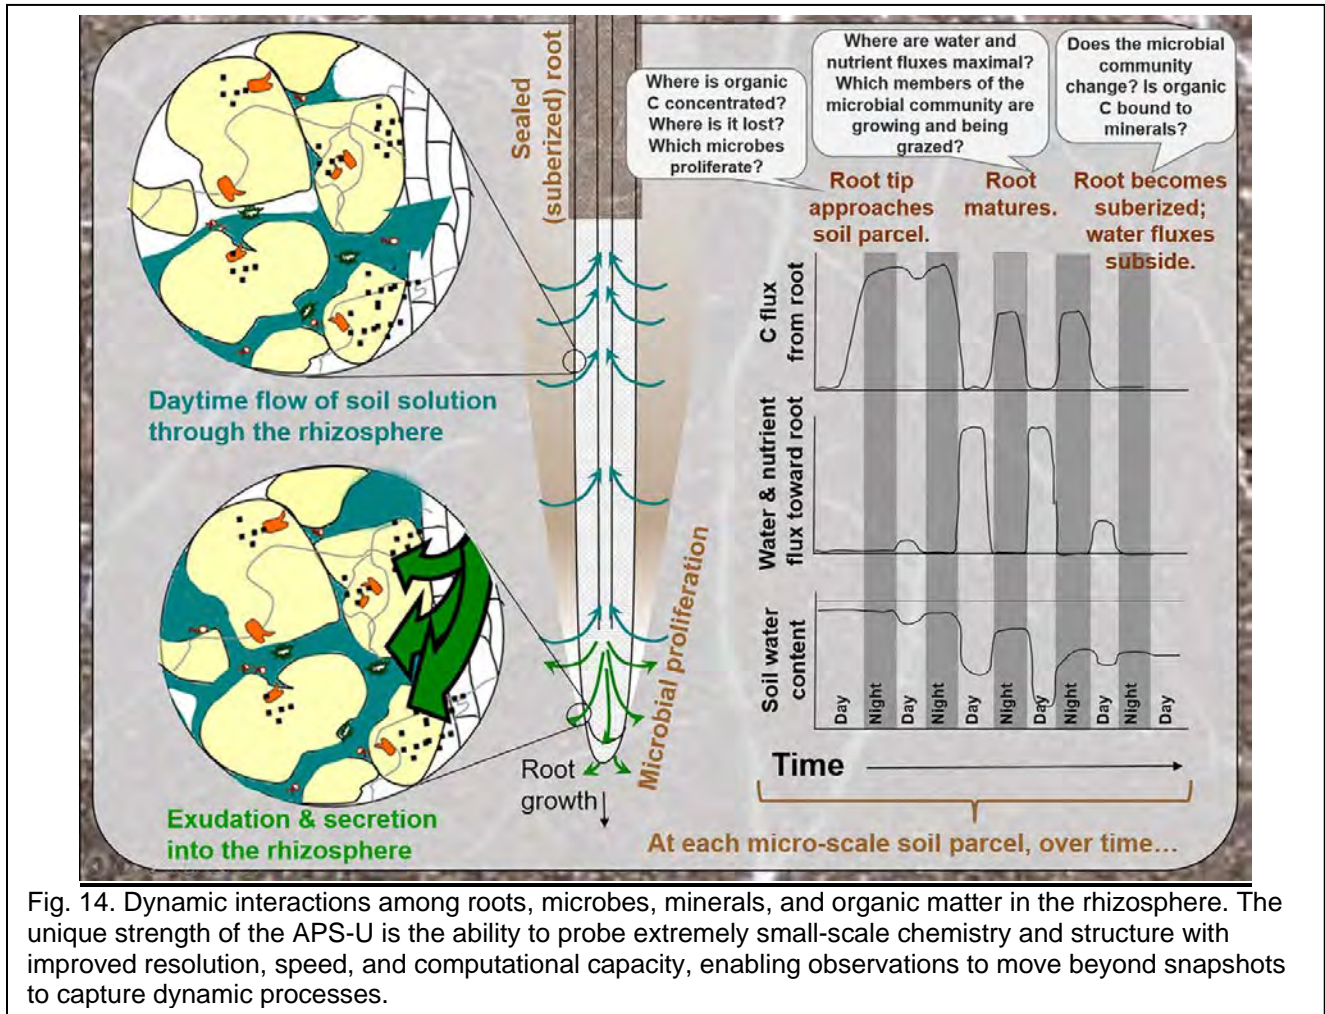 Sealed
(suberized) root
Where is organic
C concentrated?
Where is it lost?
Which microbes
proliferate?
Where are water and
nutrient fluxes maximal?
Which members of the
microbial community are
growing and being
grazed?
Does the microbial
community
change? Is organic
C bound to
minerals?
Root tip
approaches
soil parcel.
Root
matures.
Root becomes
suberized;
water fluxes
subside.
Daytime flow of soil solution
through the rhizosphere
Exudation & secretion
into the rhizosphere
Microbial proliferation
Root
growth
C flux
from root
Water & nutrient
flux toward root
Soil water
content
Day
Night
Day
Night
Day
Night
Day
Night
Day
Night
Day
Time
At each micro-scale soil parcel, over time…
Fig. 14. Dynamic interactions among roots, microbes, minerals, and organic matter in the rhizosphere. The
unique strength of the APS-U is the ability to probe extremely small-scale chemistry and structure with
improved resolution, speed, and computational capacity, enabling observations to move beyond snapshots
to capture dynamic processes.